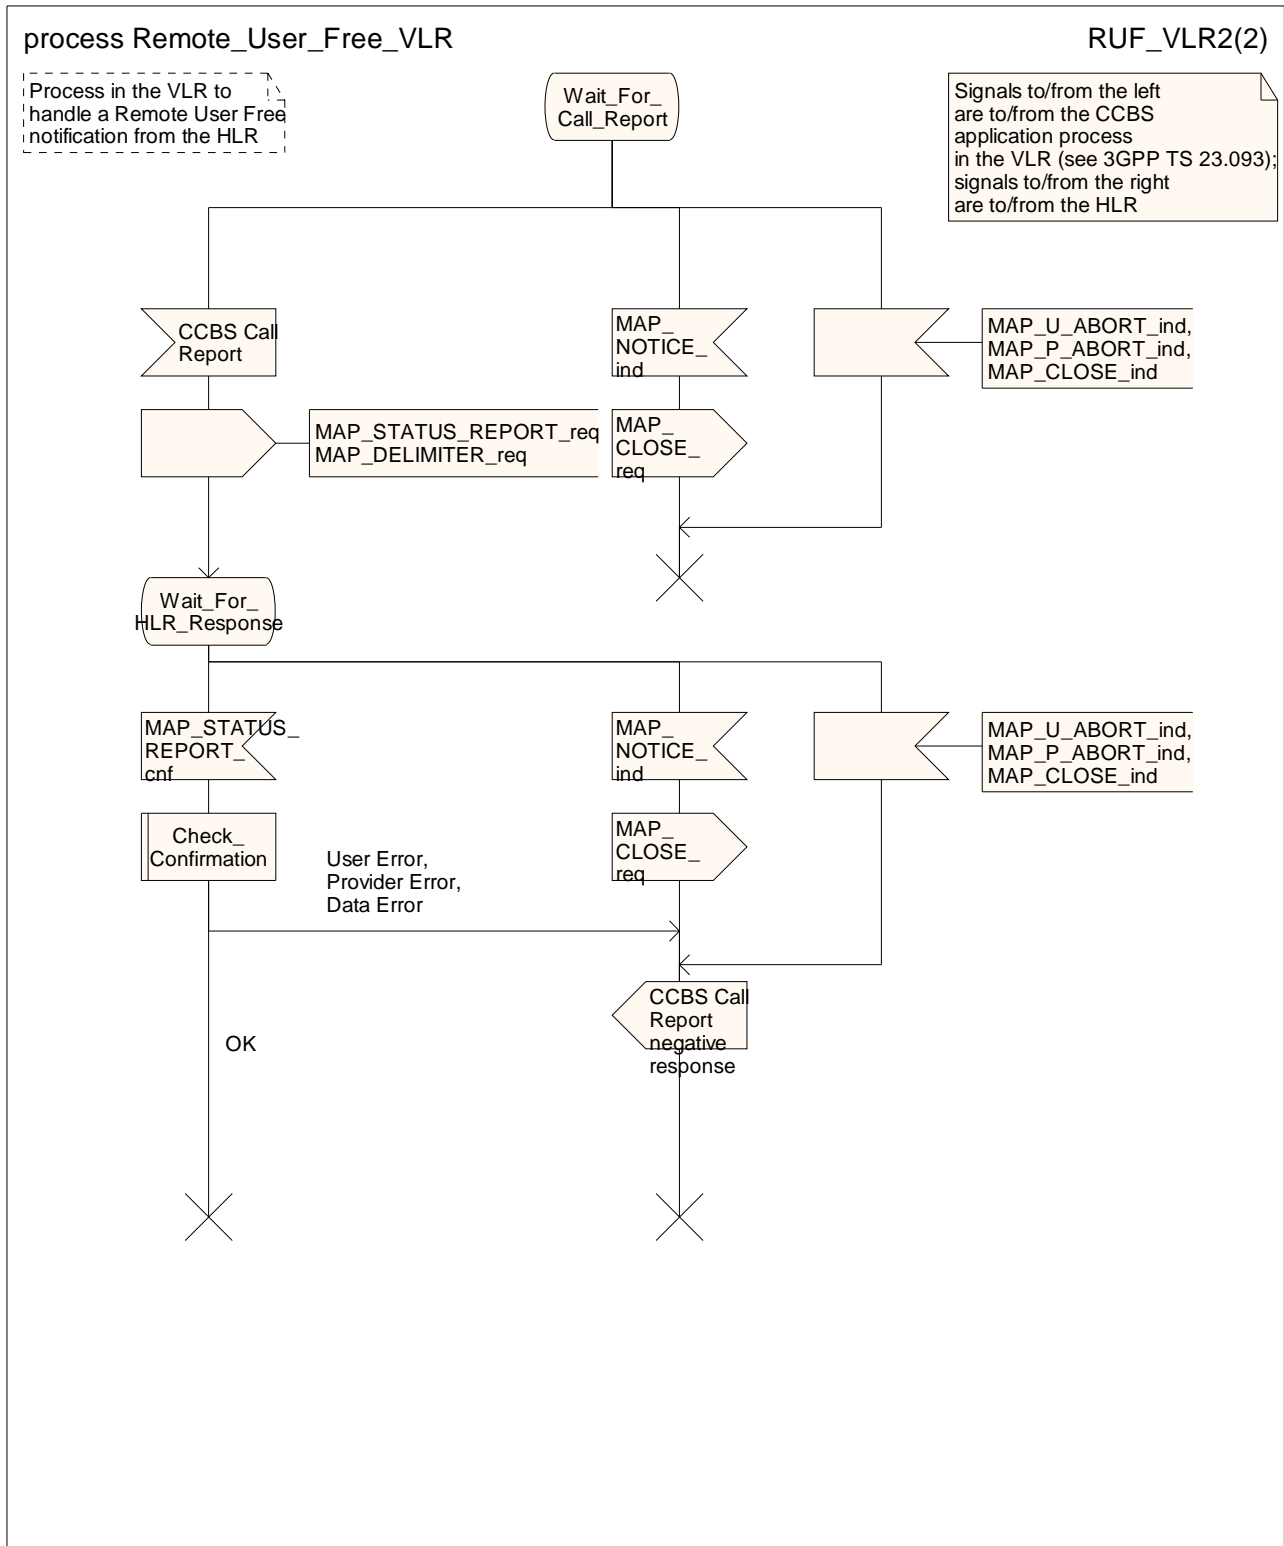 process Remote_User_Free_VLR
RUF_VLR2(2)
Process in the VLR to
handle a Remote User Free
notification from the HLR
Wait_For_
Call_Report
Signals to/from the left
are to/from the CCBS
application process
in the VLR (see 3GPP TS 23.093);
signals to/from the right
are to/from the HLR
CCBS Call
Report
MAP_
NOTICE_
ind
MAP_U_ABORT_ind,
MAP_P_ABORT_ind,
MAP_CLOSE_ind
MAP_STATUS_REPORT_req
MAP_DELIMITER_req
MAP_
CLOSE_
req
Wait_For_
HLR_Response
MAP_STATUS_
REPORT_
cnf
MAP_
NOTICE_
ind
MAP_U_ABORT_ind,
MAP_P_ABORT_ind,
MAP_CLOSE_ind
Check_
Confirmation
User Error,
Provider Error,
Data Error
MAP_
CLOSE_
req
CCBS Call
Report
negative
response
OK